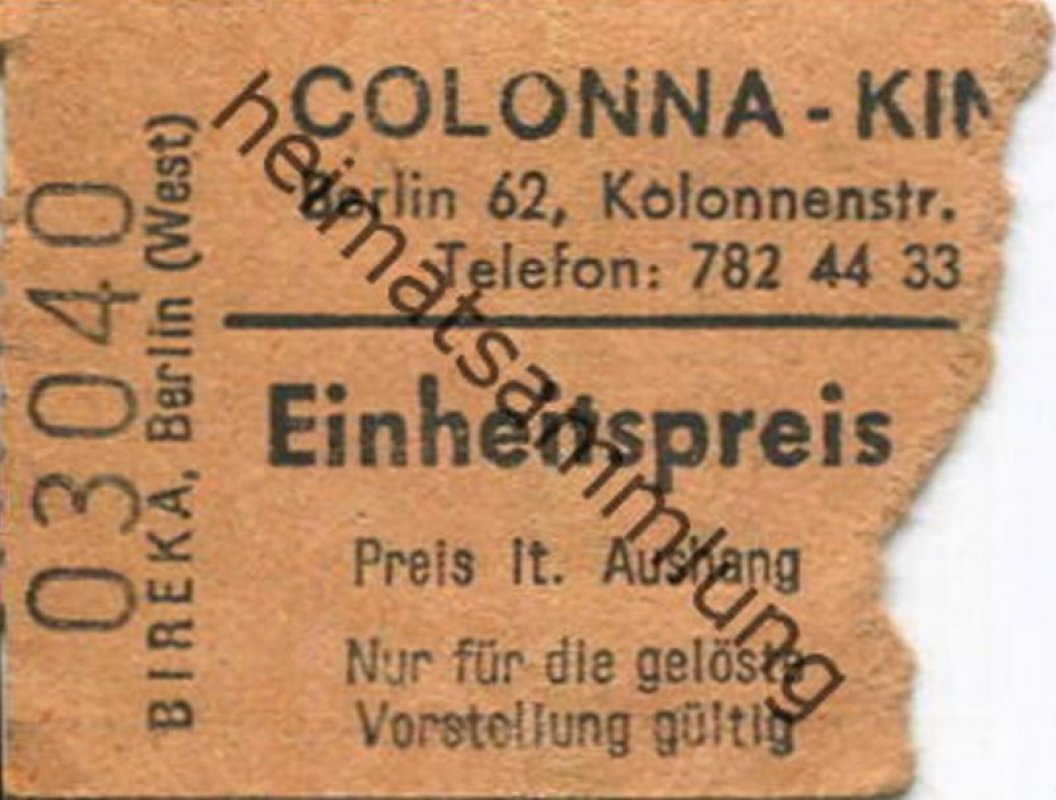 COLONNA - KIN
Berlin 62, Kolonnenstr.
Telefon: 782 44 33
Einheitspreis
Preis lt. Aushang
Nur für die gelöste
Vorstellung gültig
03040
BIREKA, Berlin (West)
heimatsammlung